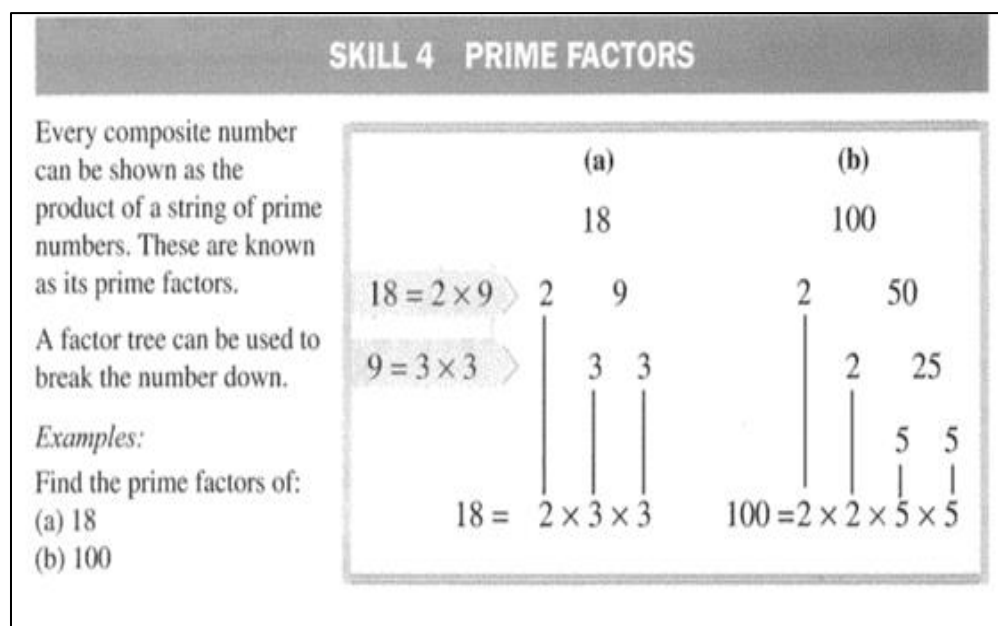 SKILL 4 PRIME FACTORS
Every composite number
can be shown as the
product of a string of prime
numbers. These are known
as its prime factors.
A factor tree can be used to
break the number down.
Examples:
Find the prime factors of:
(a) 18
(b) 100
(a) (b)
18 100
18 = 2 × 9 2 9 2 50
9 = 3 × 3 3 3 2 25
5 5
18 = 2 × 3 × 3 100 =2 × 2 × 5 × 5